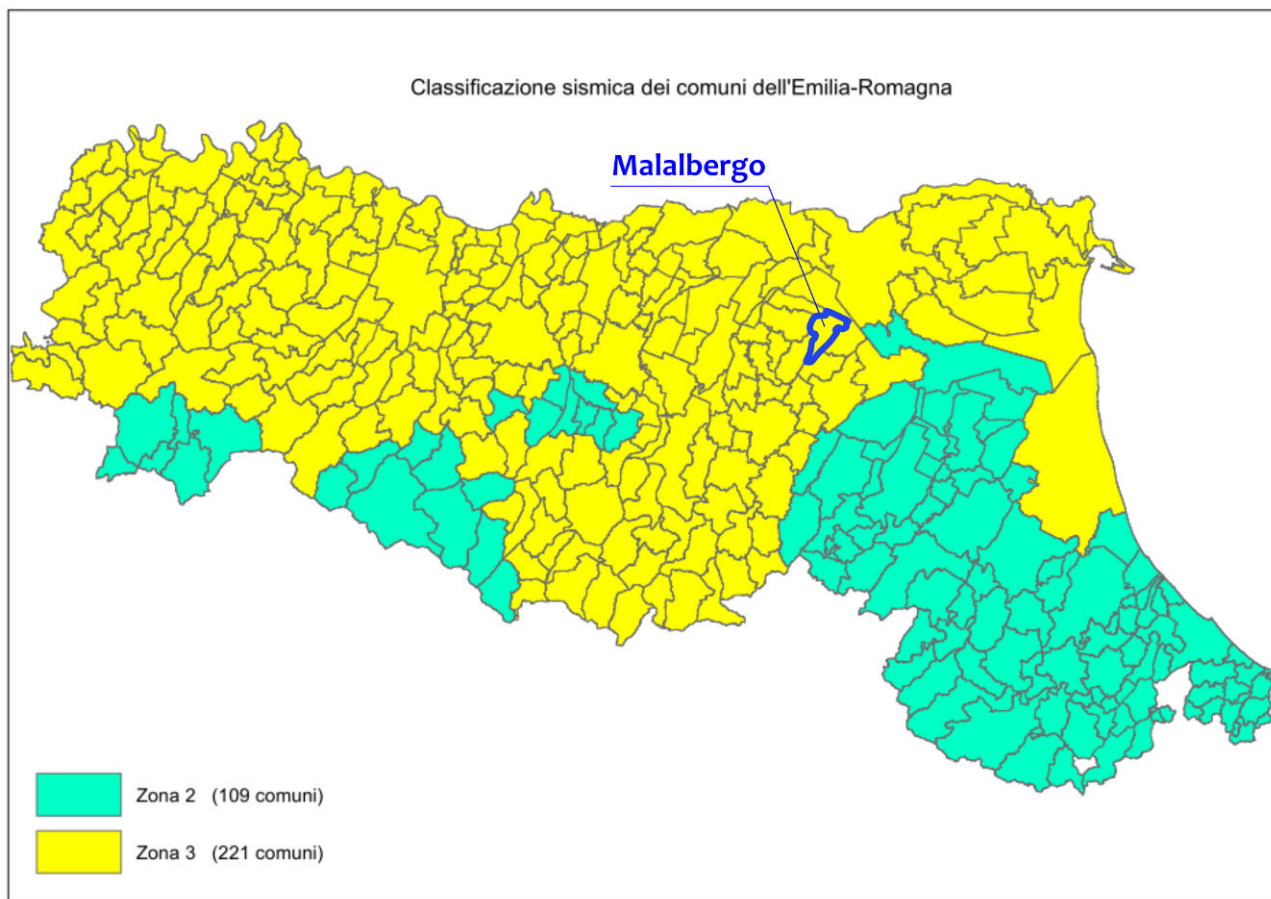 Classificazione sismica dei comuni dell'Emilia-Romagna
Malalbergo
Zona 2 (109 comuni)
Zona 3 (221 comuni)